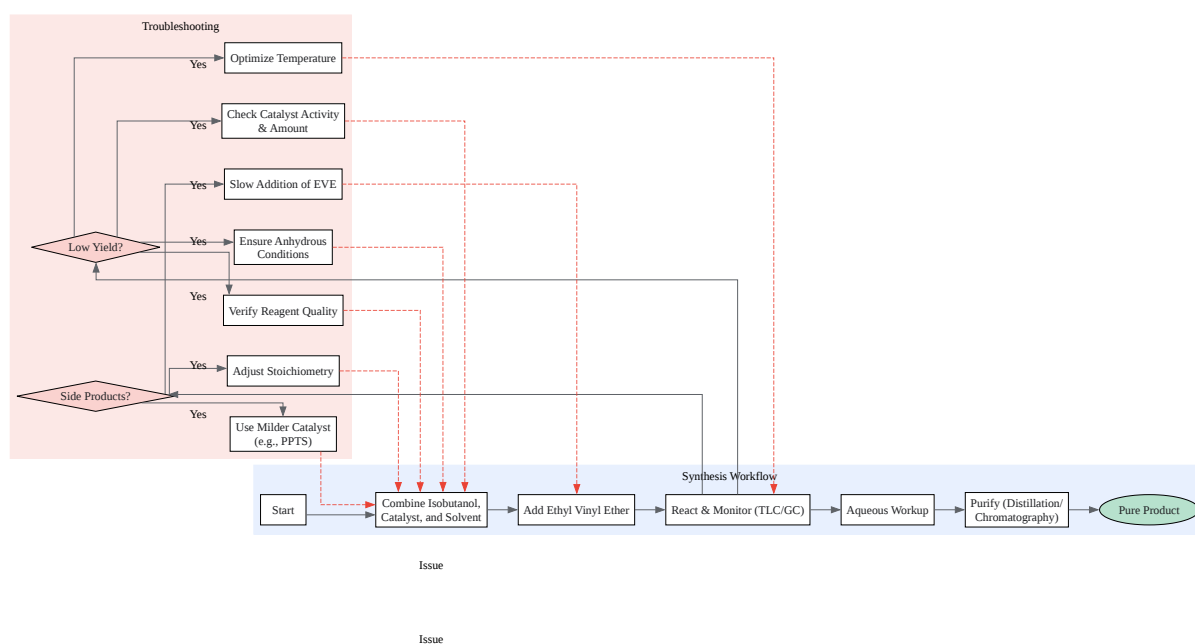 Troubleshooting
Optimize Temperature
Yes
Check Catalyst Activity
& Amount
Yes
Slow Addition of EVE
Yes
Low Yield?
Yes
Ensure Anhydrous
Conditions
Yes
Verify Reagent Quality
Yes
Adjust Stoichiometry
Side Products?
Yes
Use Milder Catalyst
(e.g., PPTS)
Synthesis Workflow
Start
Combine Isobutanol,
Catalyst, and Solvent
Add Ethyl Vinyl Ether
React & Monitor (TLC/GC)
Aqueous Workup
Purify (Distillation/
Chromatography)
Pure Product
Issue
Issue